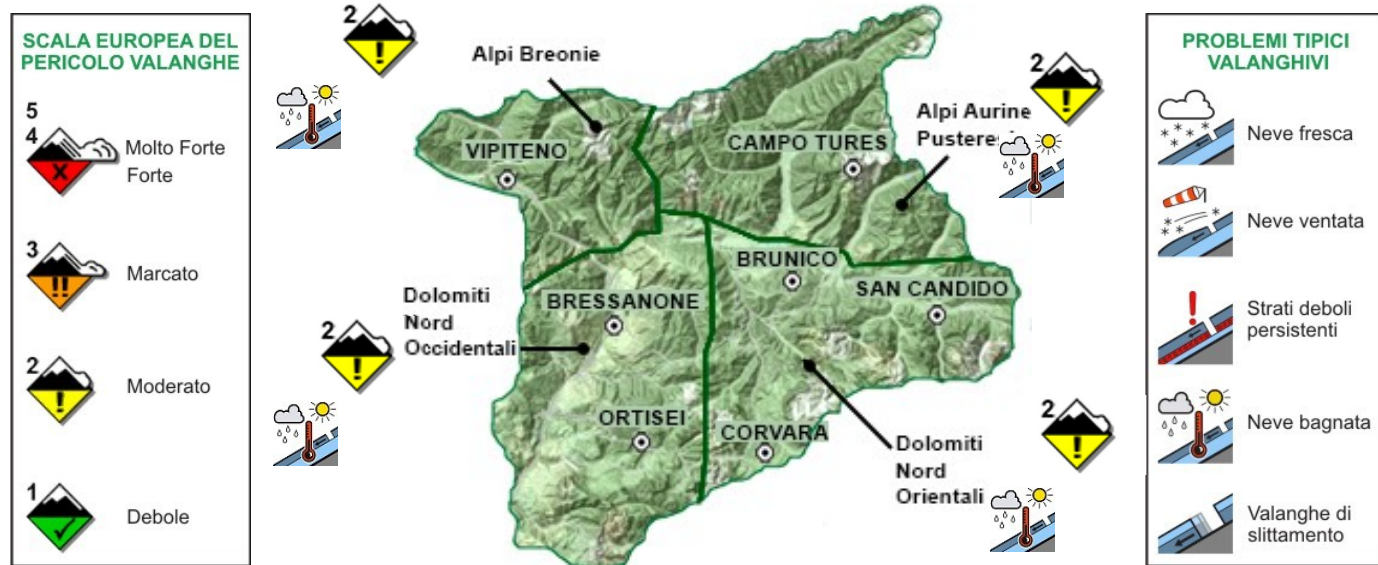 SCALA EUROPEA DEL
PERICOLO VALANGHE
5
4
Molto Forte
Forte
3
Marcato
2
Moderato
1
Debole
2
Alpi Breonie
2
Alpi Aurine
VIPITENO
CAMPO TURES
BRUNICO
SAN CANDIDO
Dolomiti
Nord
Occidentali
BRESSANONE
2
ORTISEI
CORVARA
2
Dolomiti
Nord
Orientali
PROBLEMI TIPICI
VALANGHIVI
Neve fresca
Neve ventata
Strati deboli
persistenti
Neve bagnata
Valanghe di
slittamento